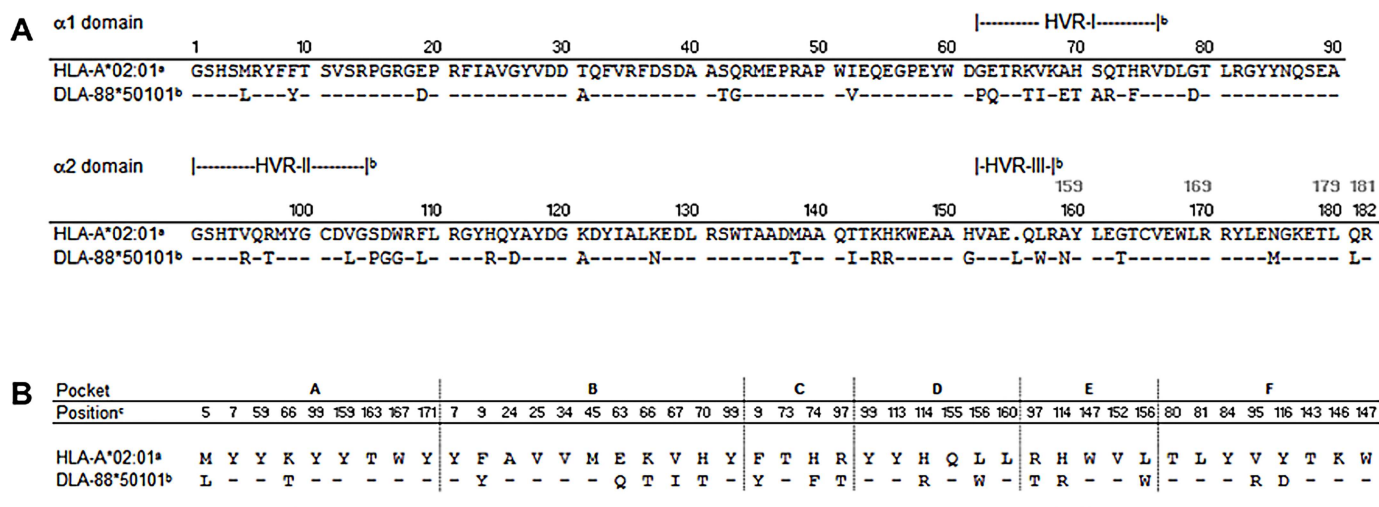 A
α1 domain |---------- HVR-I----------|ᵇ
1 10 20 30 40 50 60 70 80 90
HLA-A*02:01ᵃ GSHSMRYFFT SVSRPGRGEP RFIAVGYVDD TQFVRFDSDA ASQRMEPRAP WIEQEGPEYW DGETRKVKAH SQTHRVDLGT LRGYYNQSEA
DLA-88*50101ᵇ ----L---Y- --------D- ---------- A--------- -TG------- -V-------- -PQ--TI-ET AR-F----D- ----------
α2 domain |----------HVR-II----------|ᵇ |-HVR-III-|ᵇ
159 169 179 181
100 110 120 130 140 150 160 170 180 182
HLA-A*02:01ᵃ GSHTVQRMYG CDVGSDWRFL RGYHQYAYDG KDYIALKEDL RSWTAADMAA QTTKHKWEAA HVAE.QLRAY LEGTCVEWLR RYLENGKETL QR
DLA-88*50101ᵇ ----R-T--- --L-PGG-L- ---R-D---- A-----N--- -------T-- -I-RR----- G---L-W-N- --T------- ----M----- L-
B
Pocket A B C D E F
Positionᶜ 5 7 59 66 99 159 163 167 171 7 9 24 25 34 45 63 66 67 70 99 9 73 74 97 99 113 114 155 156 160 97 114 147 152 156 80 81 84 95 116 143 146 147
HLA-A*02:01ᵃ M Y Y K Y Y T W Y Y F A V V M E K V H Y F T H R Y Y H Q L L R H W V L T L Y V Y T K W
DLA-88*50101ᵇ L - - T - - - - - - Y - - - - Q T I T - Y - F T - - R - W - T R - - W - - - R D - - -